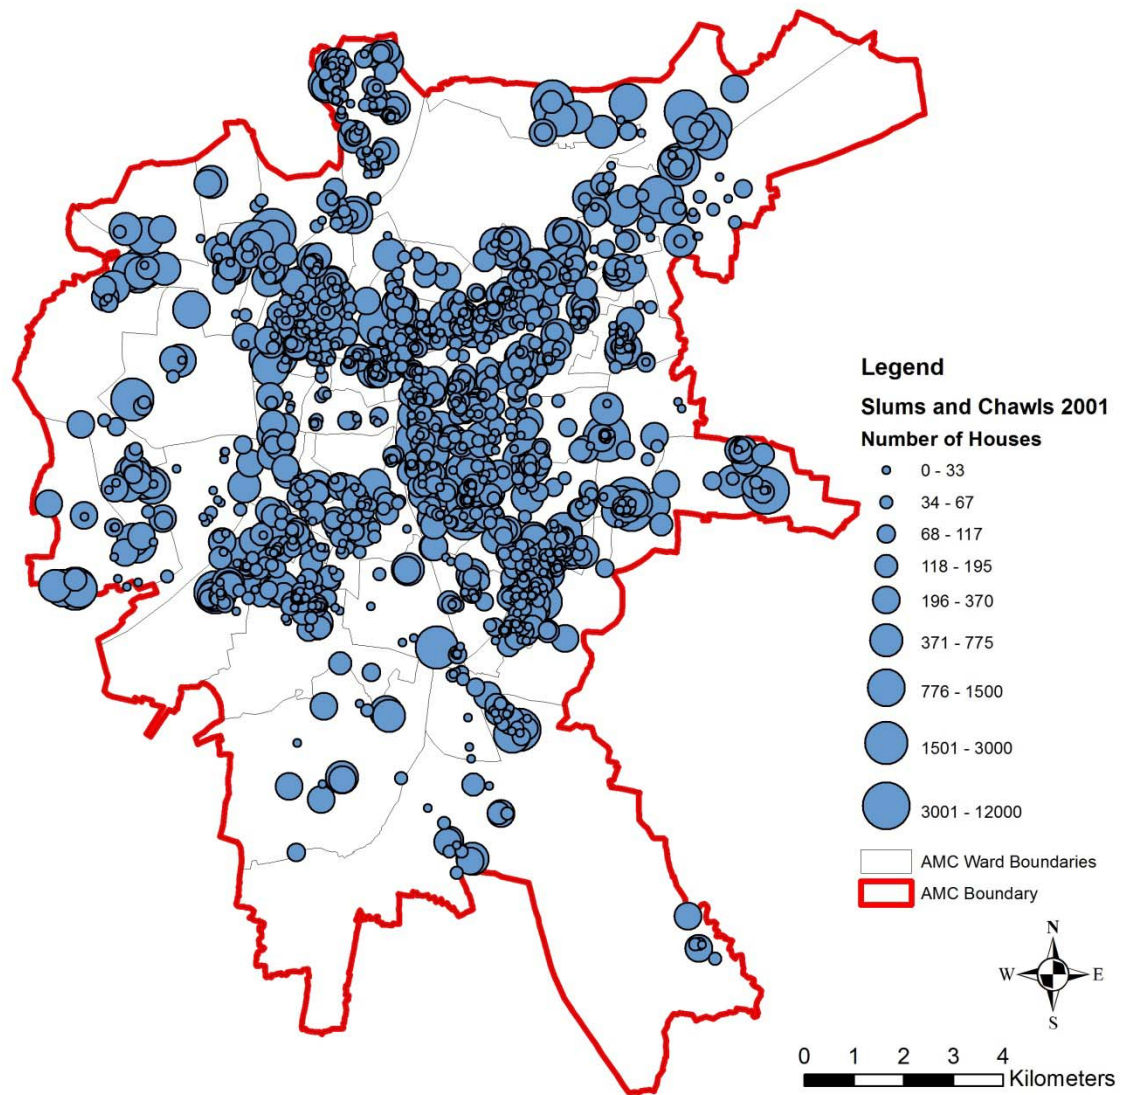 Legend
Slums and Chawls 2001
Number of Houses
0 - 33
34 - 67
68 - 117
118 - 195
196 - 370
371 - 775
776 - 1500
1501 - 3000
3001 - 12000
AMC Ward Boundaries
AMC Boundary
N
W E
S
0 1 2 3 4
Kilometers